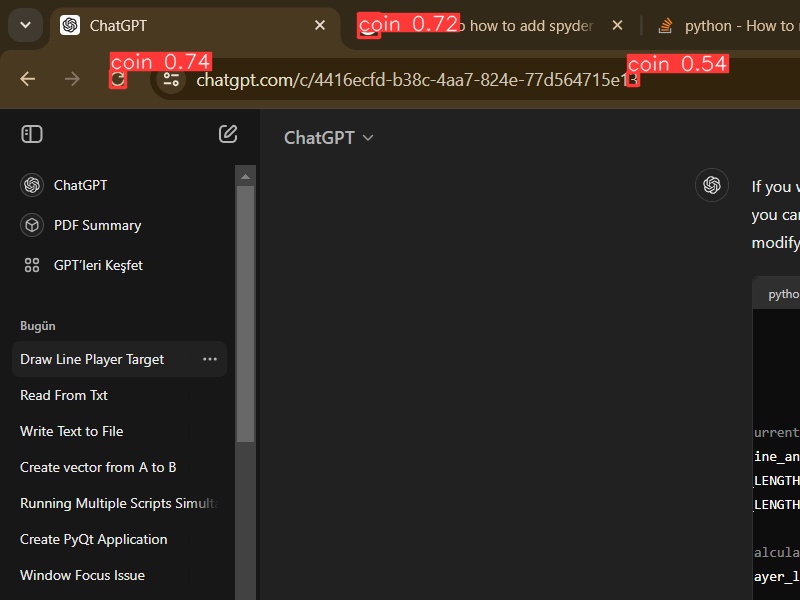 ChatGPT
coin 0.72
how to add spyder
python - How to
coin 0.74
coin 0.54
chatgpt.com/c/4416ecfd-b38c-4aa7-824e-77d564715e13
ChatGPT
ChatGPT
PDF Summary
GPT'leri Keşfet
Bugün
Draw Line Player Target
Read From Txt
Write Text to File
Create vector from A to B
Running Multiple Scripts Simulta
Create PyQt Application
Window Focus Issue
If you w
you can
modify
pytho
urrent
ine_an
_LENGTH
_LENGTH
alcula
ayer_l